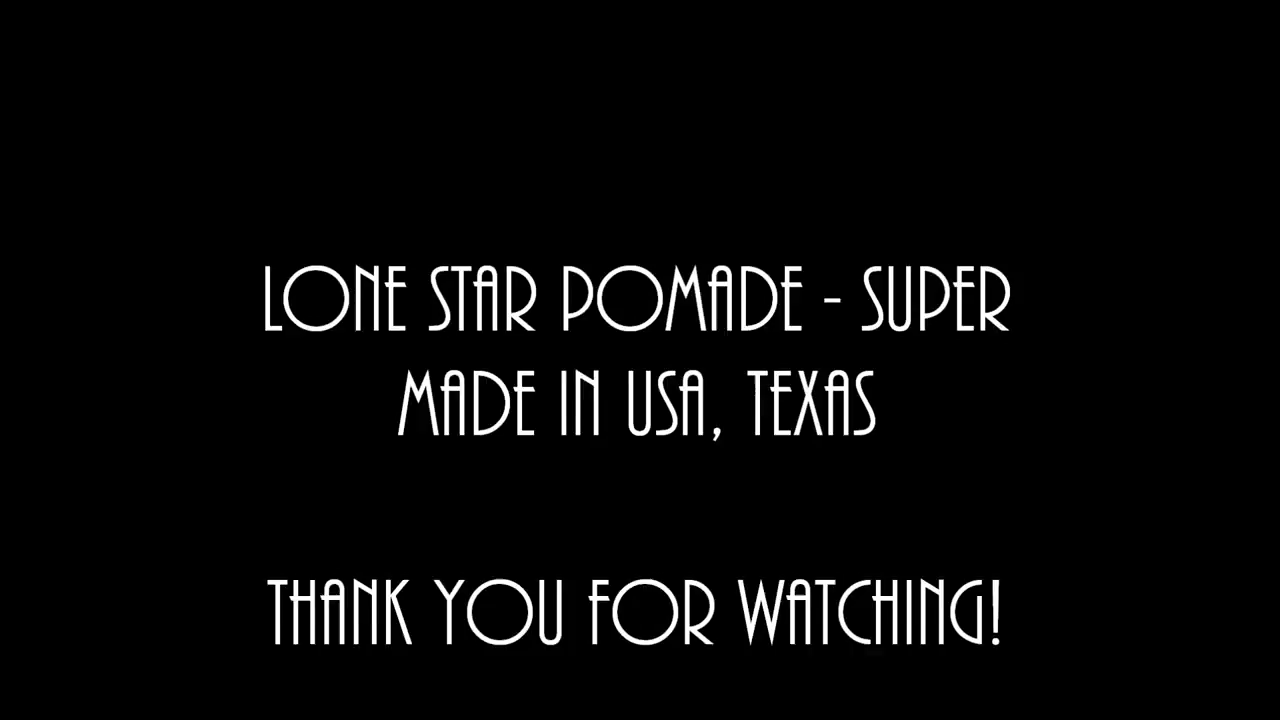 LONE STAR POMADE - SUPER
MADE IN USA, TEXAS
THANK YOU FOR WATCHING!